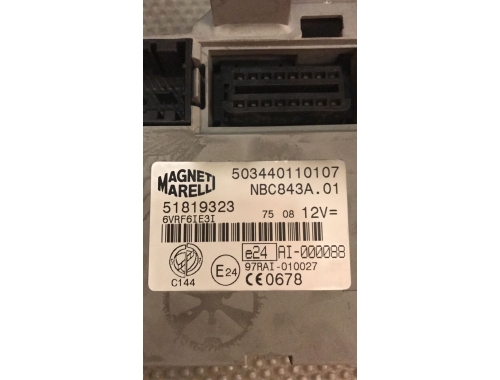 MAGNETI
MARELLI
503440110107
NBC843A.01
51819323
6VRF6IE3I
75 08 12V=
C144
E24
e24 AI-000088
97RAI-010027
CE0678